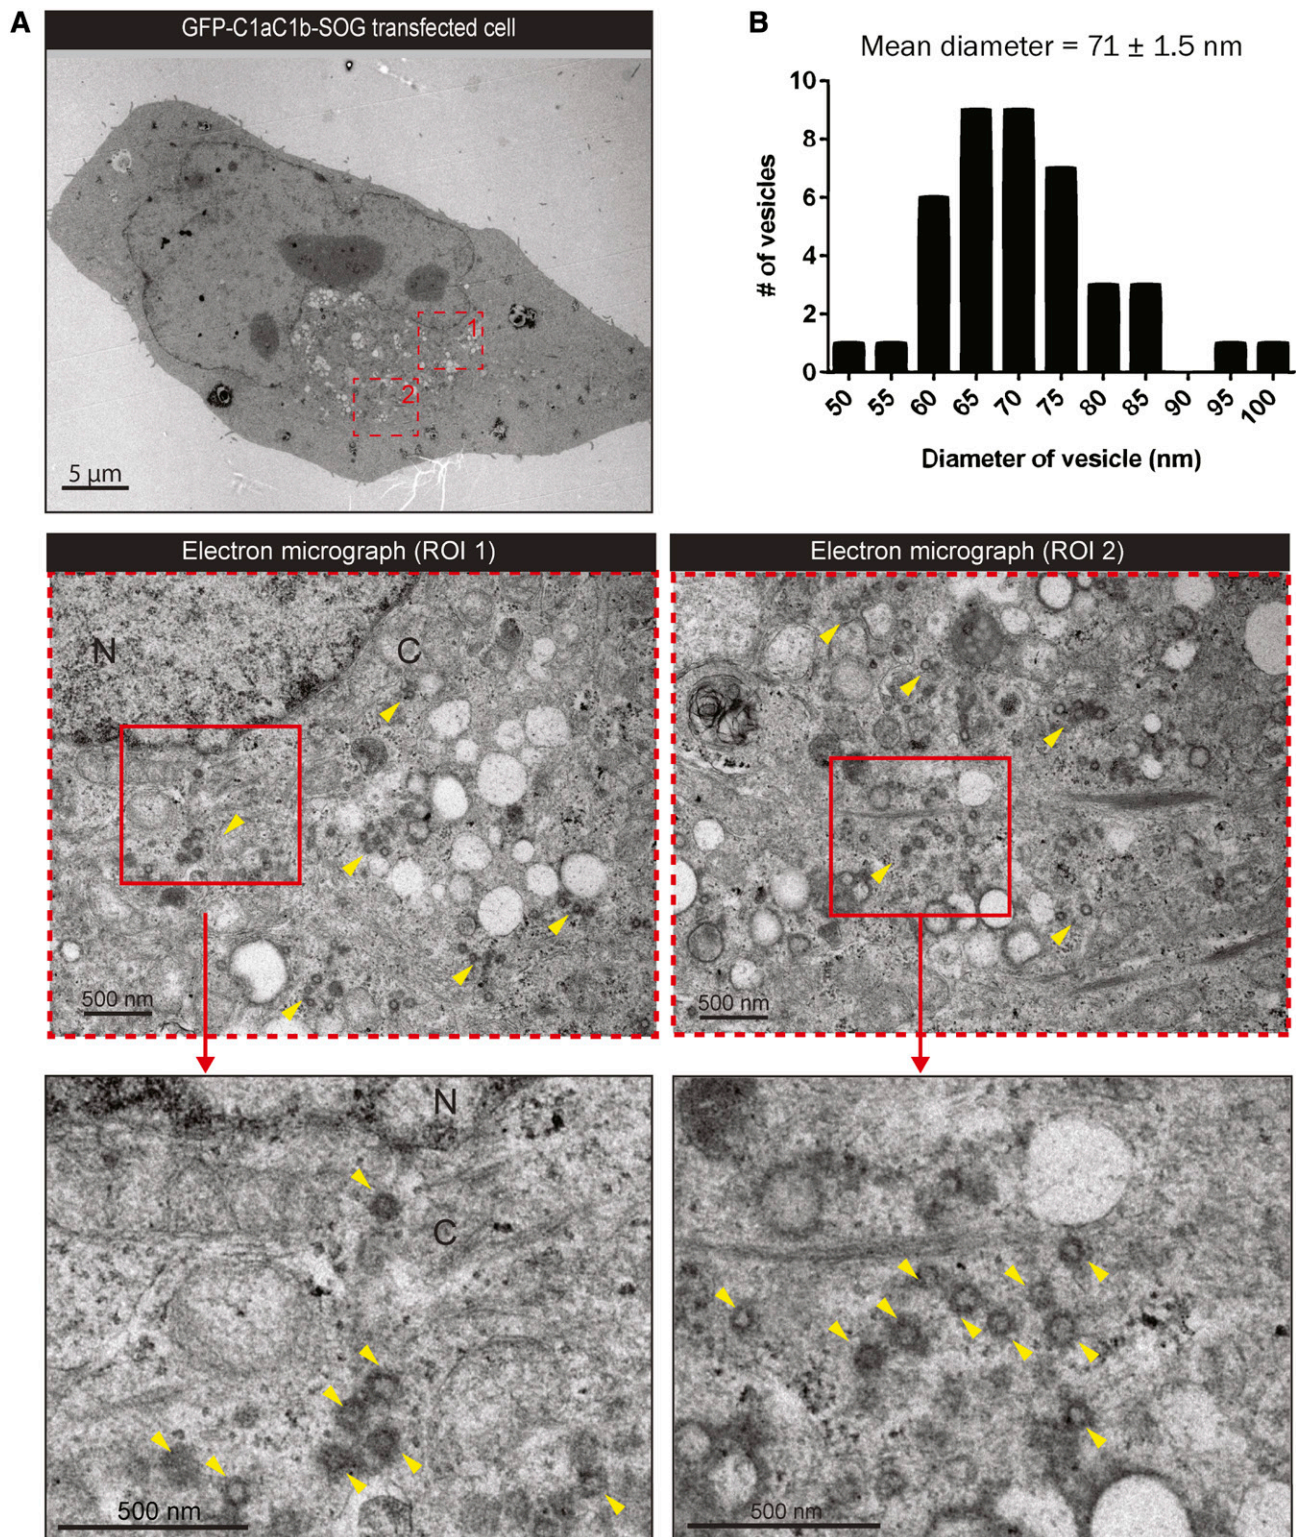 A
GFP-C1aC1b-SOG transfected cell
1
2
5 µm
B
Mean diameter = 71 ± 1.5 nm
# of vesicles
10
8
6
4
2
0
50 55 60 65 70 75 80 85 90 95 100
Diameter of vesicle (nm)
Electron micrograph (ROI 1)
N
C
500 nm
Electron micrograph (ROI 2)
500 nm
N
C
500 nm
500 nm